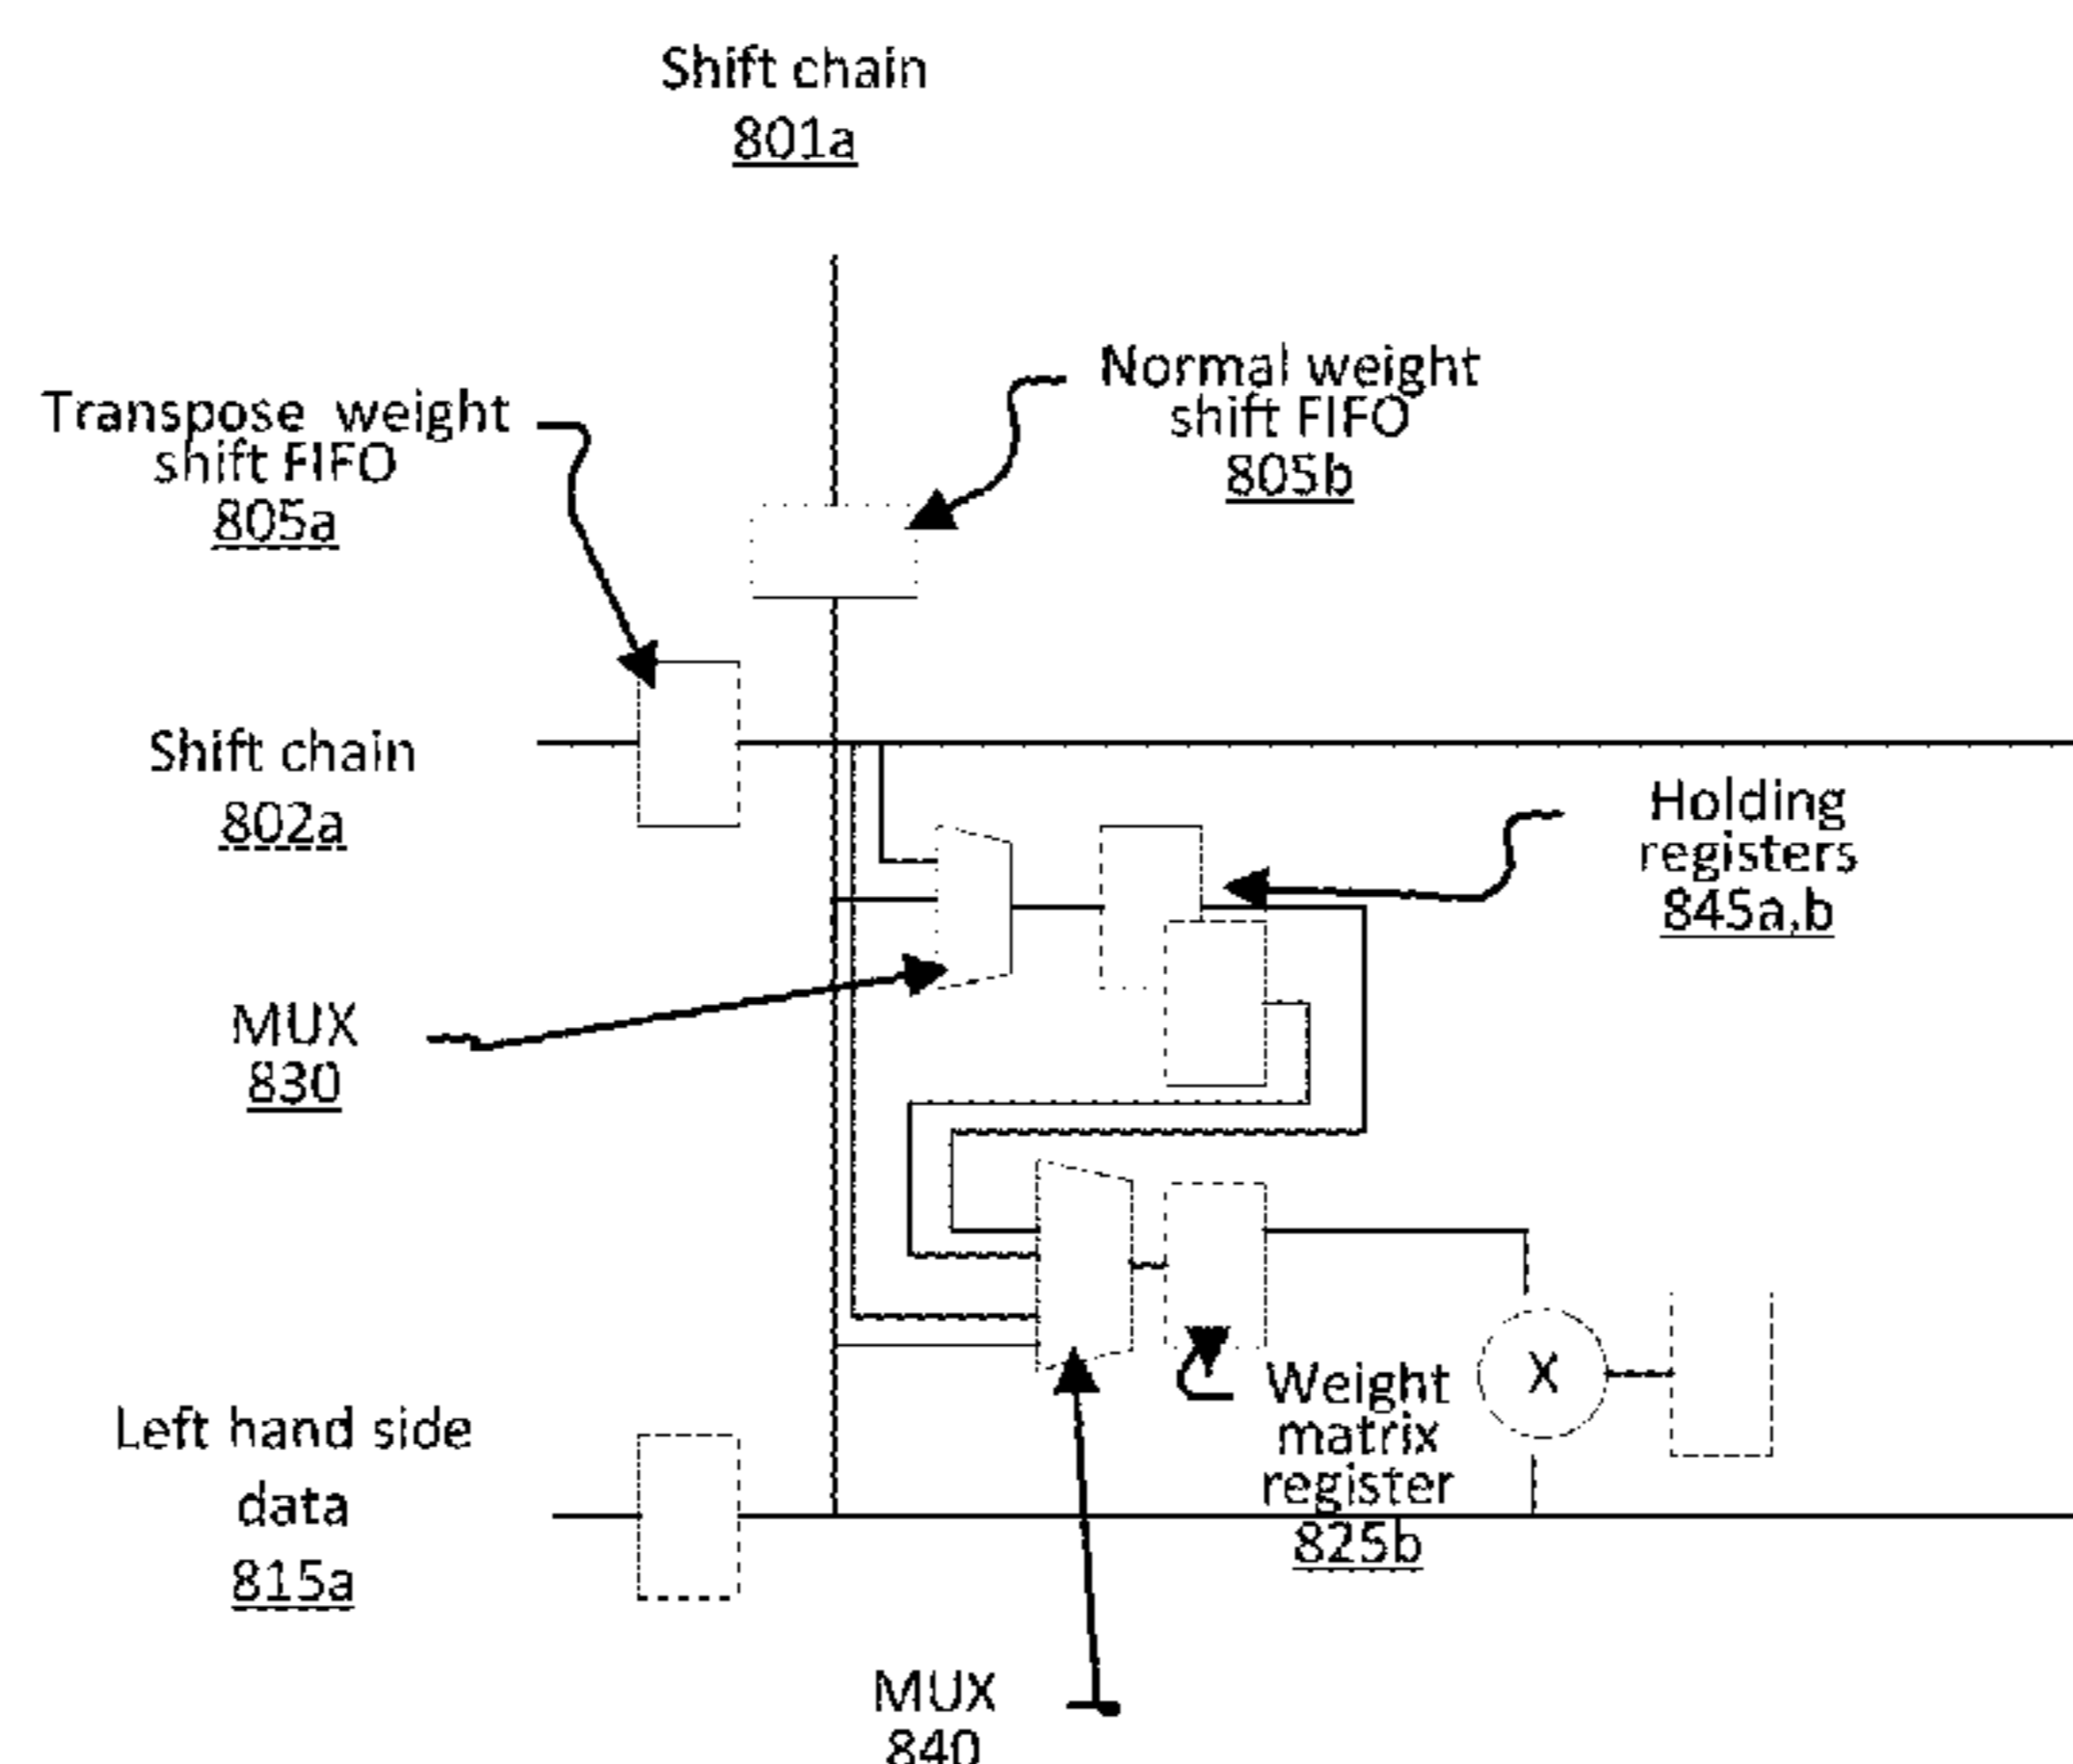 Shift chain
801a
Normal weight
shift FIFO
805b
Transpose weight
shift FIFO
805a
Shift chain
802a
Holding
registers
845a,b
MUX
830
X
Weight
matrix
register
825b
Left hand side
data
815a
MUX
840